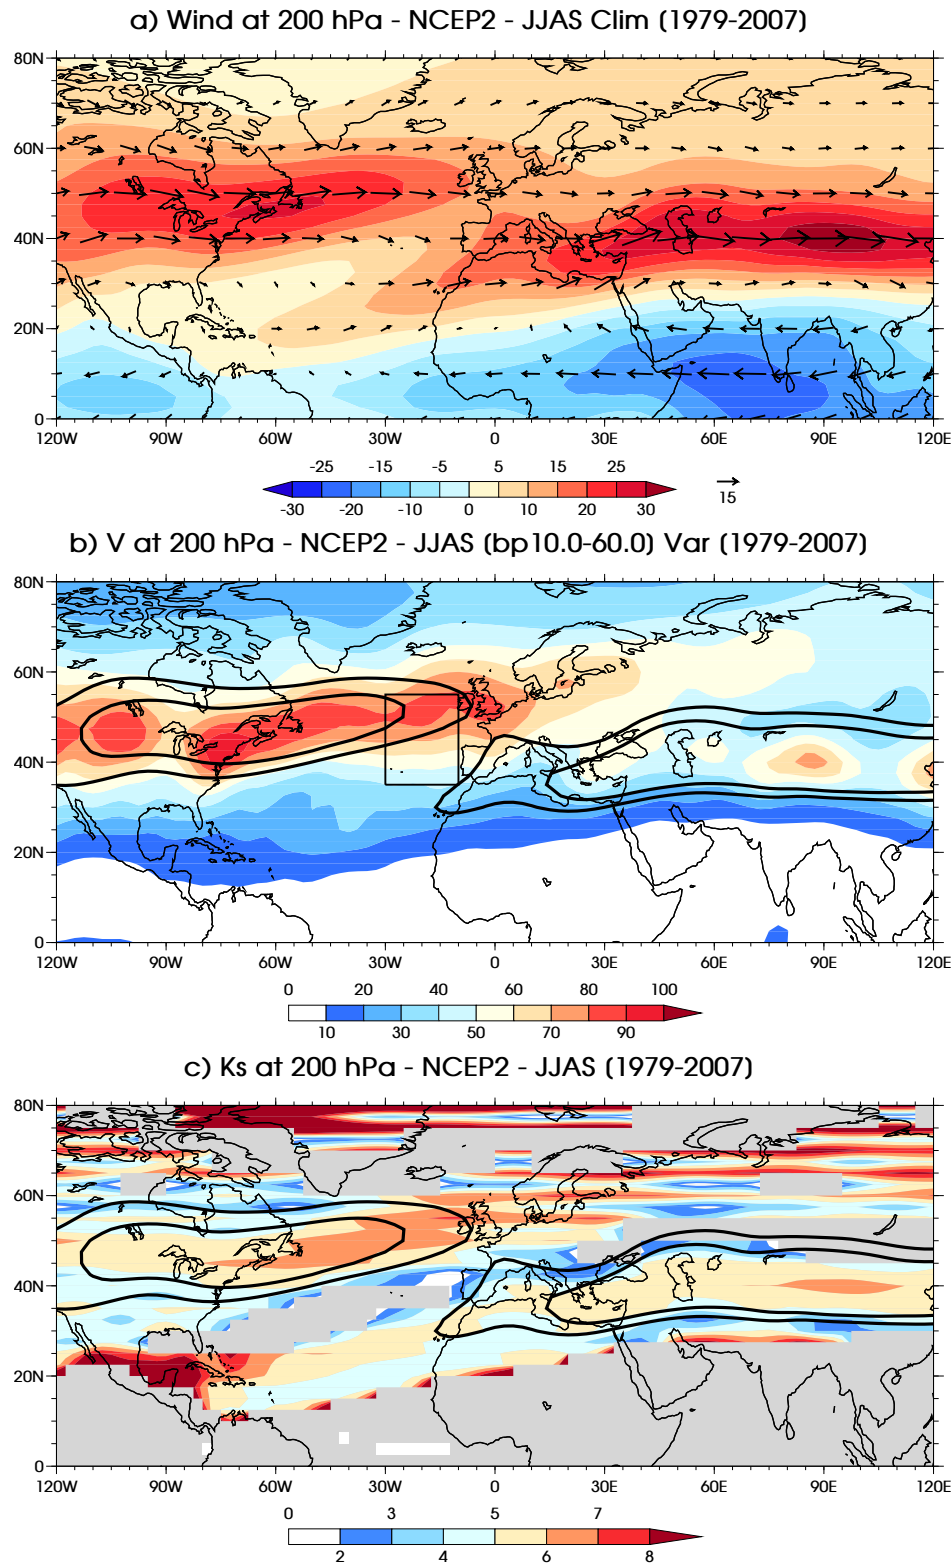 a) Wind at 200 hPa - NCEP2 - JJAS Clim (1979-2007)
80N
60N
40N
20N
0
120W 90W 60W 30W 0 30E 60E 90E 120E
-25 -15 -5 5 15 25
-30 -20 -10 0 10 20 30
15
b) V at 200 hPa - NCEP2 - JJAS (bp10.0-60.0) Var (1979-2007)
80N
60N
40N
20N
0
120W 90W 60W 30W 0 30E 60E 90E 120E
0 20 40 60 80 100
10 30 50 70 90
c) Ks at 200 hPa - NCEP2 - JJAS (1979-2007)
80N
60N
40N
20N
0
120W 90W 60W 30W 0 30E 60E 90E 120E
0 3 5 7
2 4 6 8